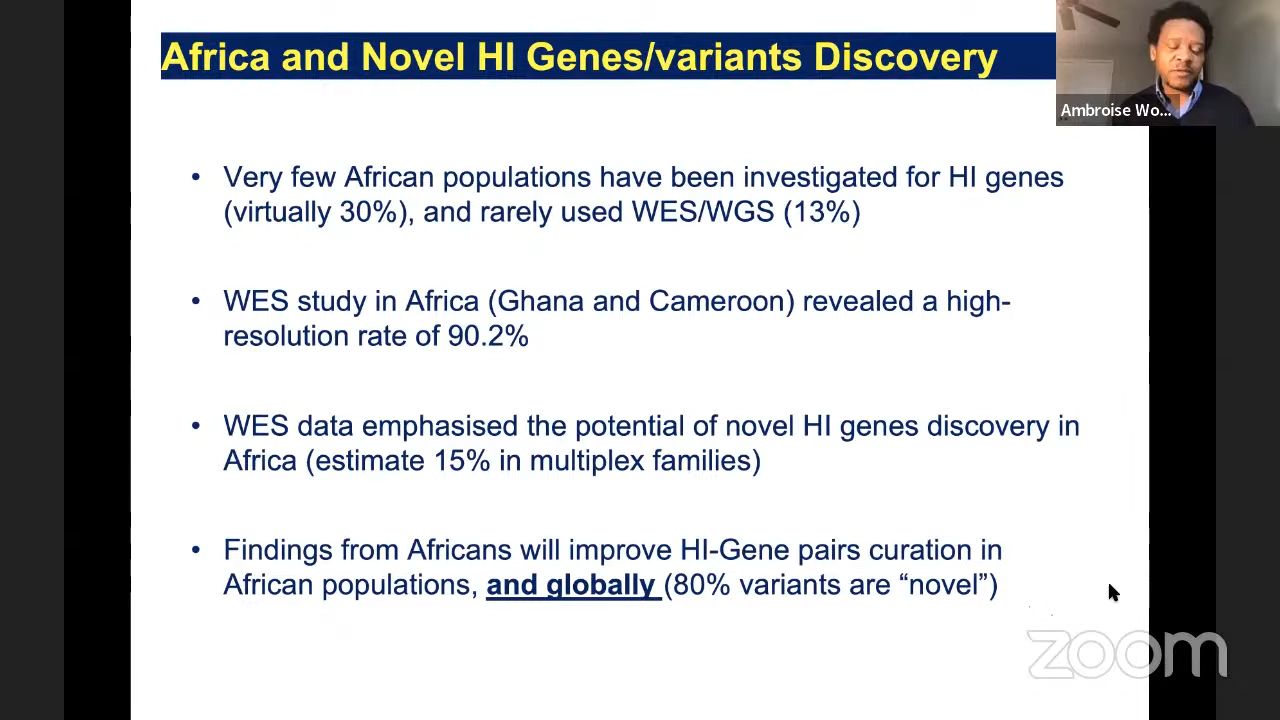 Africa and Novel HI Genes/variants Discovery
Ambroise Wo...
• Very few African populations have been investigated for HI genes
(virtually 30%), and rarely used WES/WGS (13%)
• WES study in Africa (Ghana and Cameroon) revealed a high-
resolution rate of 90.2%
• WES data emphasised the potential of novel HI genes discovery in
Africa (estimate 15% in multiplex families)
• Findings from Africans will improve HI-Gene pairs curation in
African populations, and globally (80% variants are “novel”)
zoom